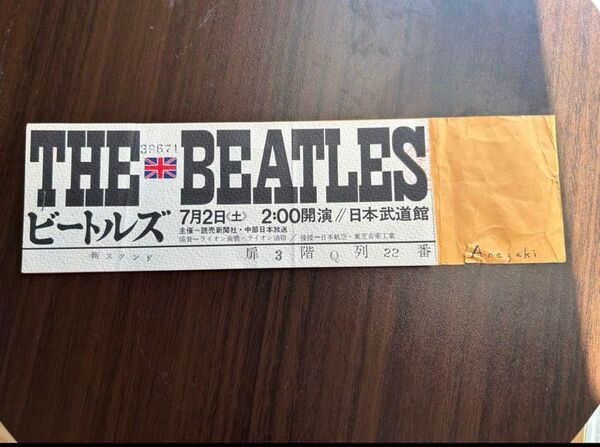 39671
THE BEATLES
ビートルズ
7月2日〈土〉 2:00開演//日本武道館
主催─読売新聞社・中部日本放送
協賛─ライオン歯磨・ライオン油脂/後援─日本航空・東芝音楽工業
スタンド 扉 3 階 Q 列 22 番
Anezaki